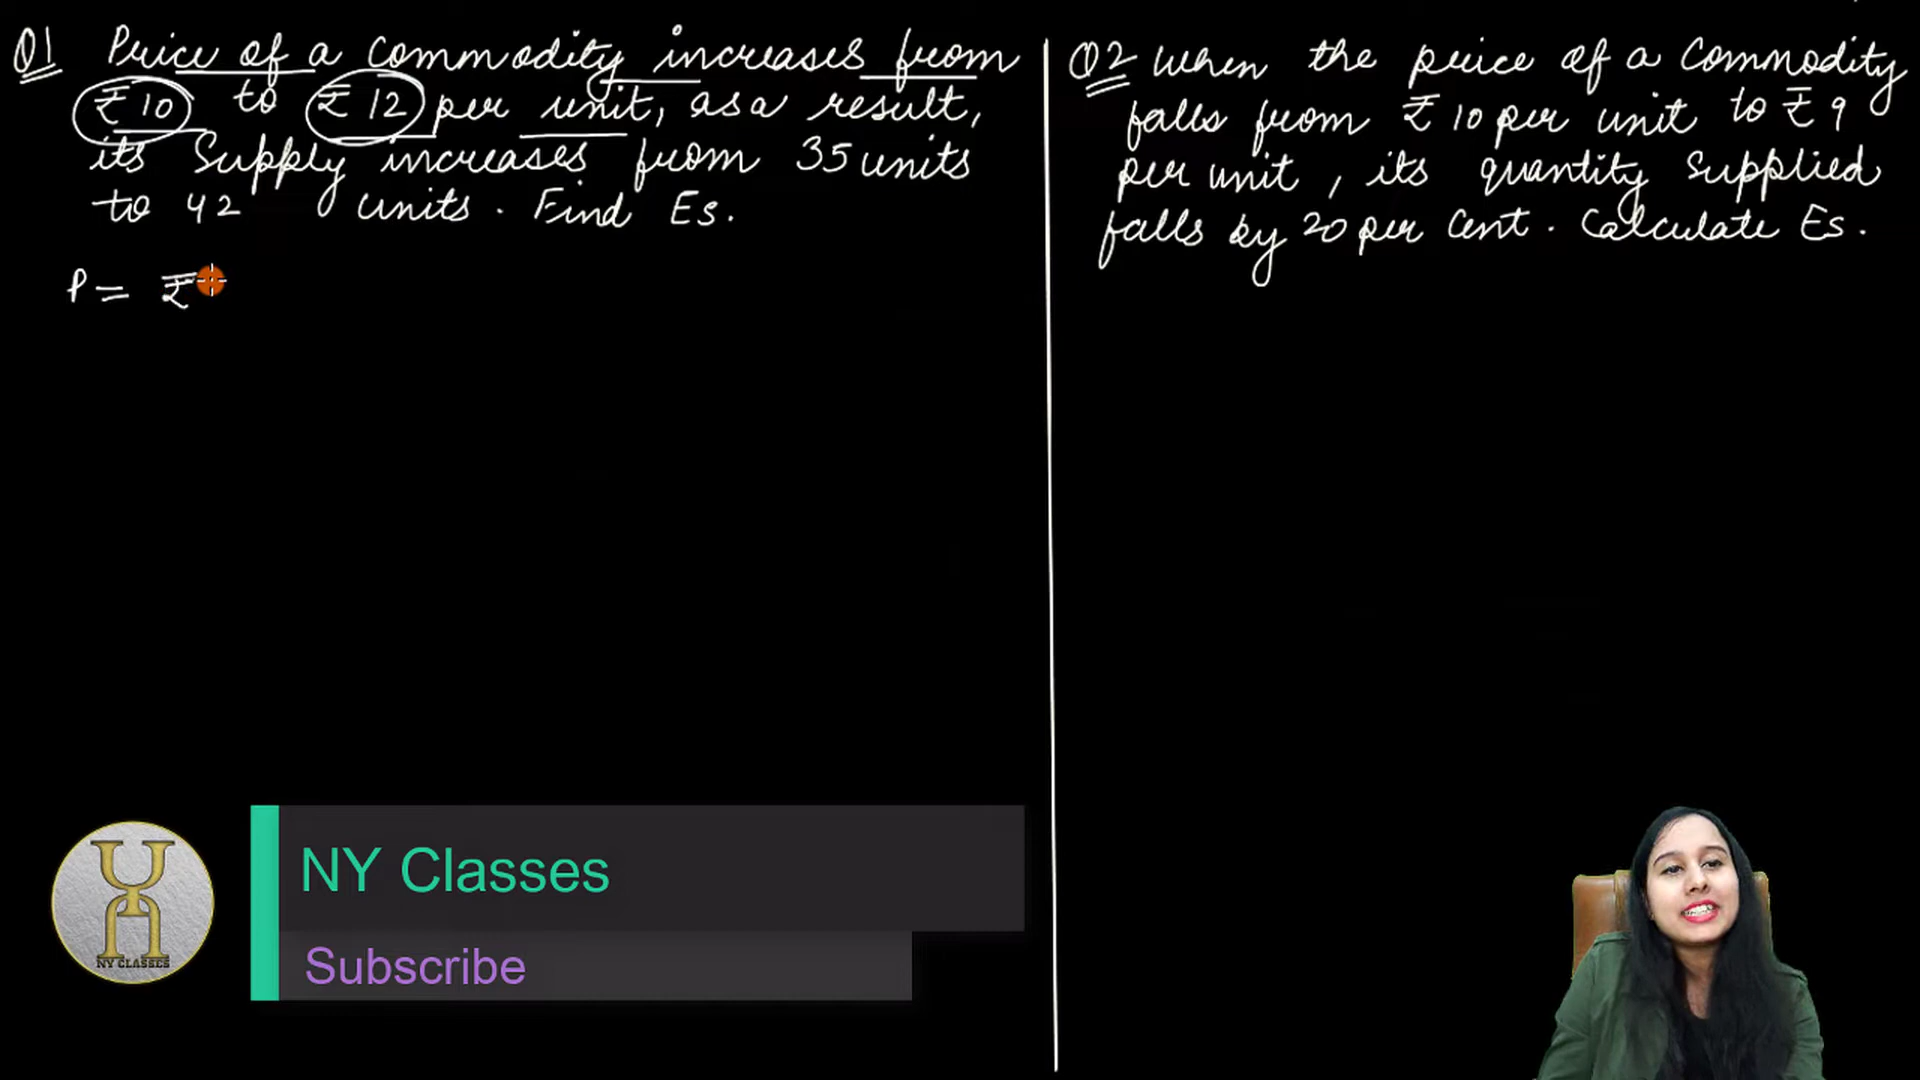 Q1 Price of a commodity increases from
₹10 to ₹12 per unit, as a result,
its supply increases from 35 units
to 42 units. Find Es.
P = ₹
Q2 When the price of a commodity
falls from ₹10 per unit to ₹9
per unit, its quantity supplied
falls by 20 per cent. Calculate Es.
NY CLASSES
NY Classes
Subscribe